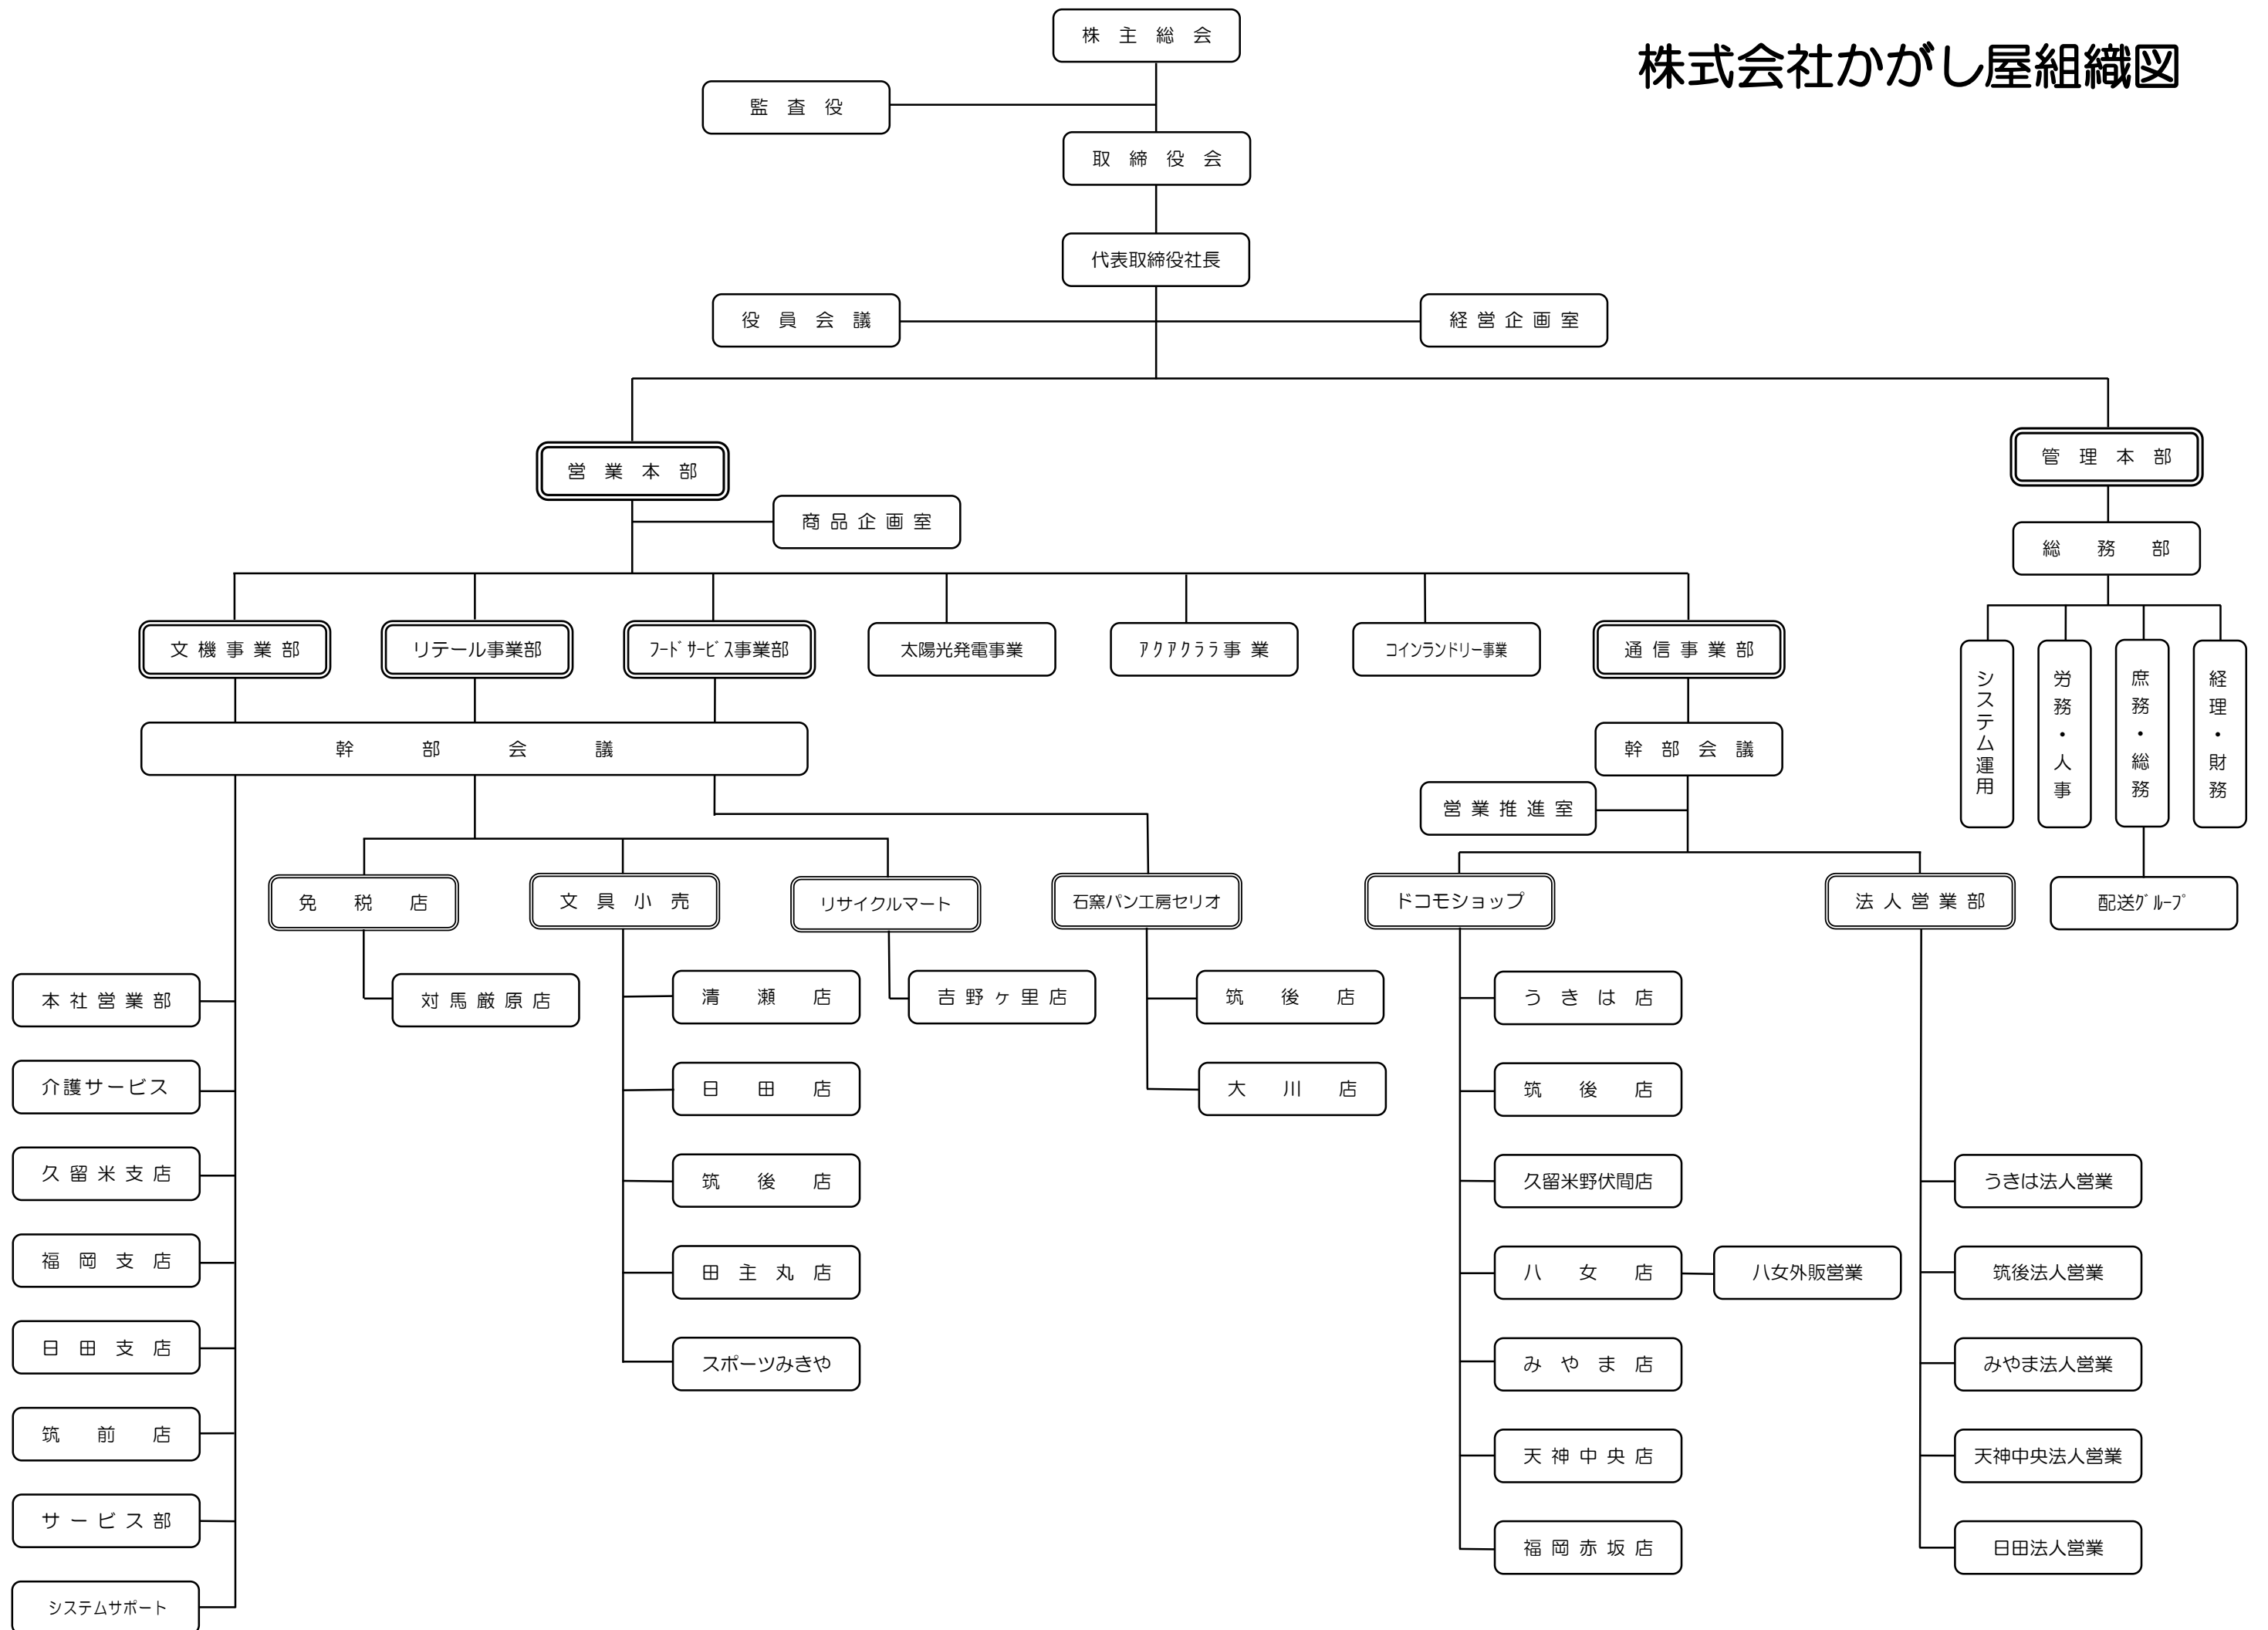 株式会社かがし屋組織図
株主総会
監査役
取締役会
代表取締役社長
役員会議
経営企画室
営業本部
管理本部
商品企画室
総務部
文機事業部
リテール事業部
ﾌｰﾄﾞｻｰﾋﾞｽ事業部
太陽光発電事業
ｱｸｱｸﾗﾗ事業
コインランドリー事業
通信事業部
システム運用
労務・人事
庶務・総務
経理・財務
幹部会議
幹部会議
営業推進室
免税店
文具小売
リサイクルマート
石窯パン工房セリオ
ドコモショップ
法人営業部
配送ｸﾞﾙｰﾌﾟ
本社営業部
介護サービス
久留米支店
福岡支店
日田支店
筑前店
サービス部
システムサポート
対馬厳原店
清瀬店
日田店
筑後店
田主丸店
スポーツみきや
吉野ヶ里店
筑後店
大川店
うきは店
筑後店
久留米野伏間店
八女店
八女外販営業
みやま店
天神中央店
福岡赤坂店
うきは法人営業
筑後法人営業
みやま法人営業
天神中央法人営業
日田法人営業